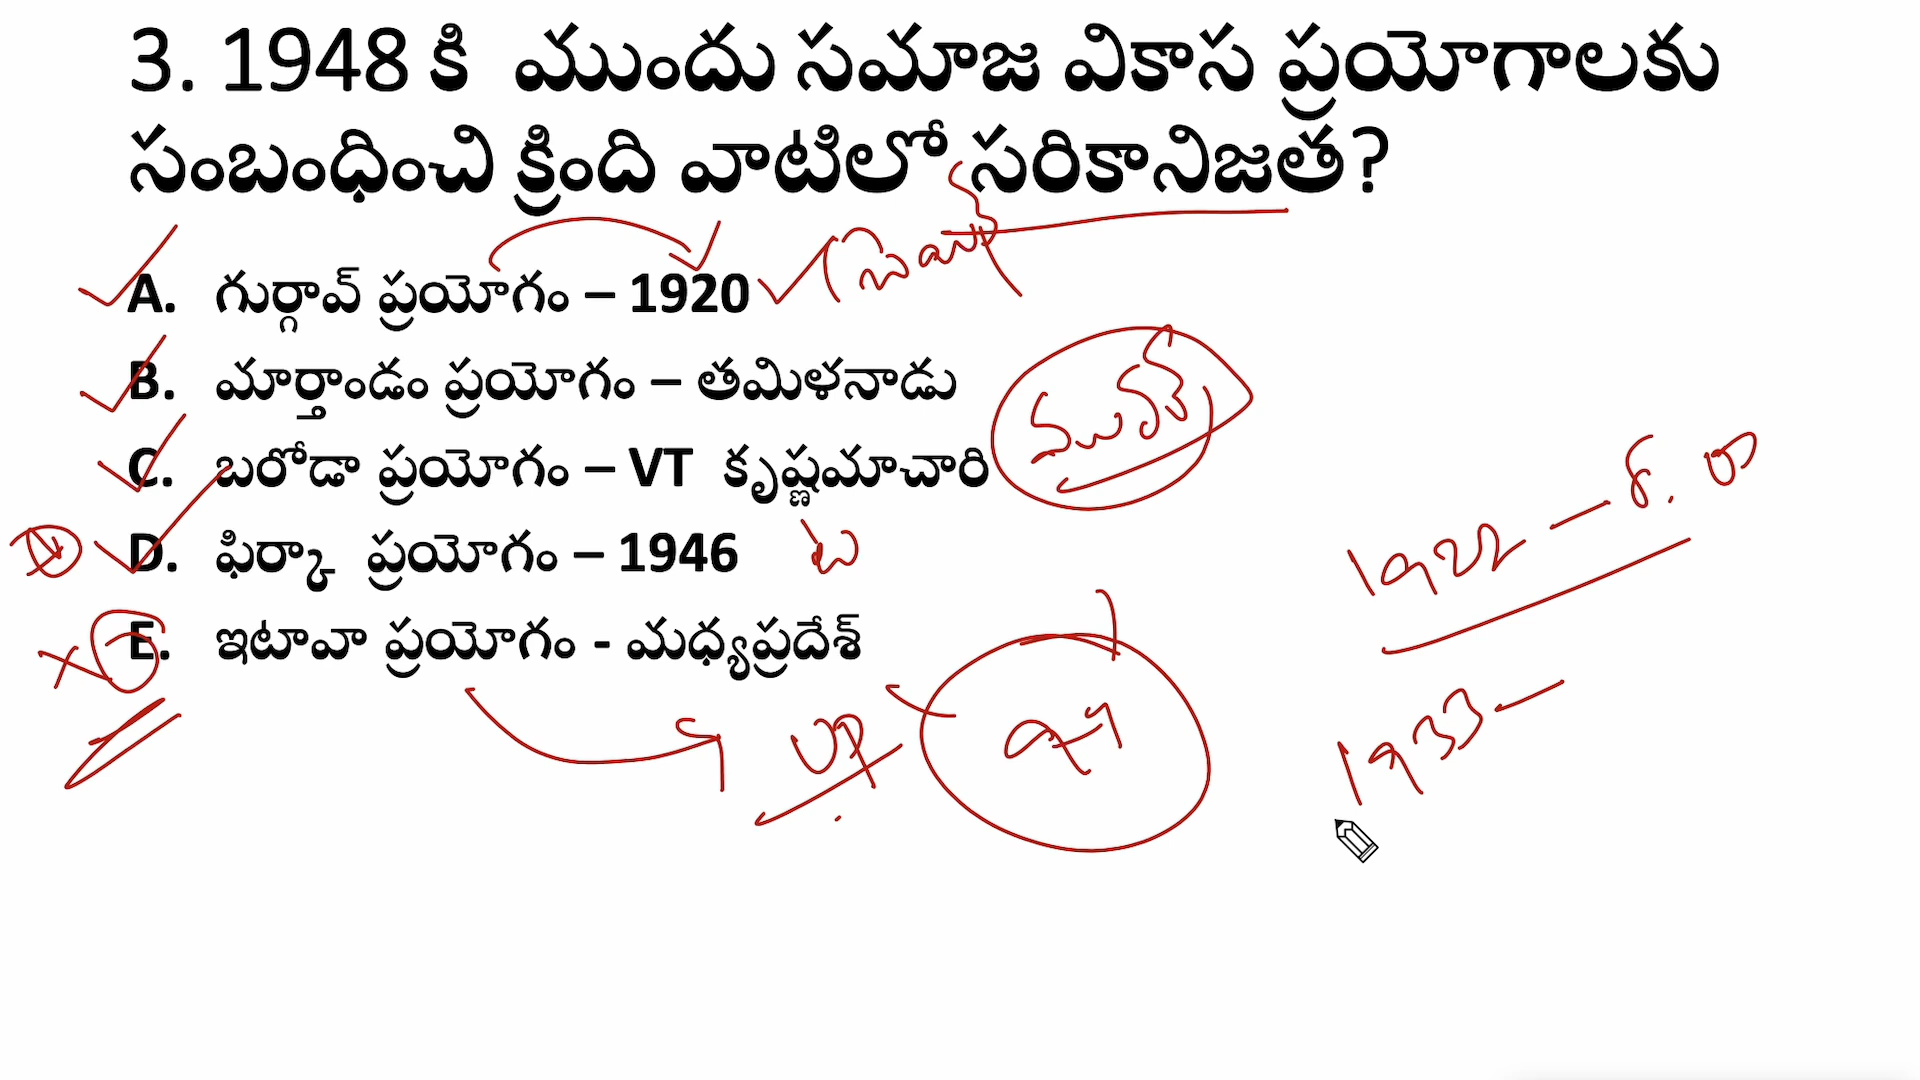 3. 1948 కి ముందు సమాజ వికాస ప్రయోగాలకు
సంబంధించి క్రింది వాటిలో సరికానిజత?
A. గుర్గావ్ ప్రయోగం – 1920
B. మార్తాండం ప్రయోగం – తమిళనాడు
C. బరోడా ప్రయోగం – VT కృష్ణమాచారి
D. ఫిర్కా ప్రయోగం – 1946
E. ఇటావా ప్రయోగం - మధ్యప్రదేశ్
UP
1922 –
1933 –